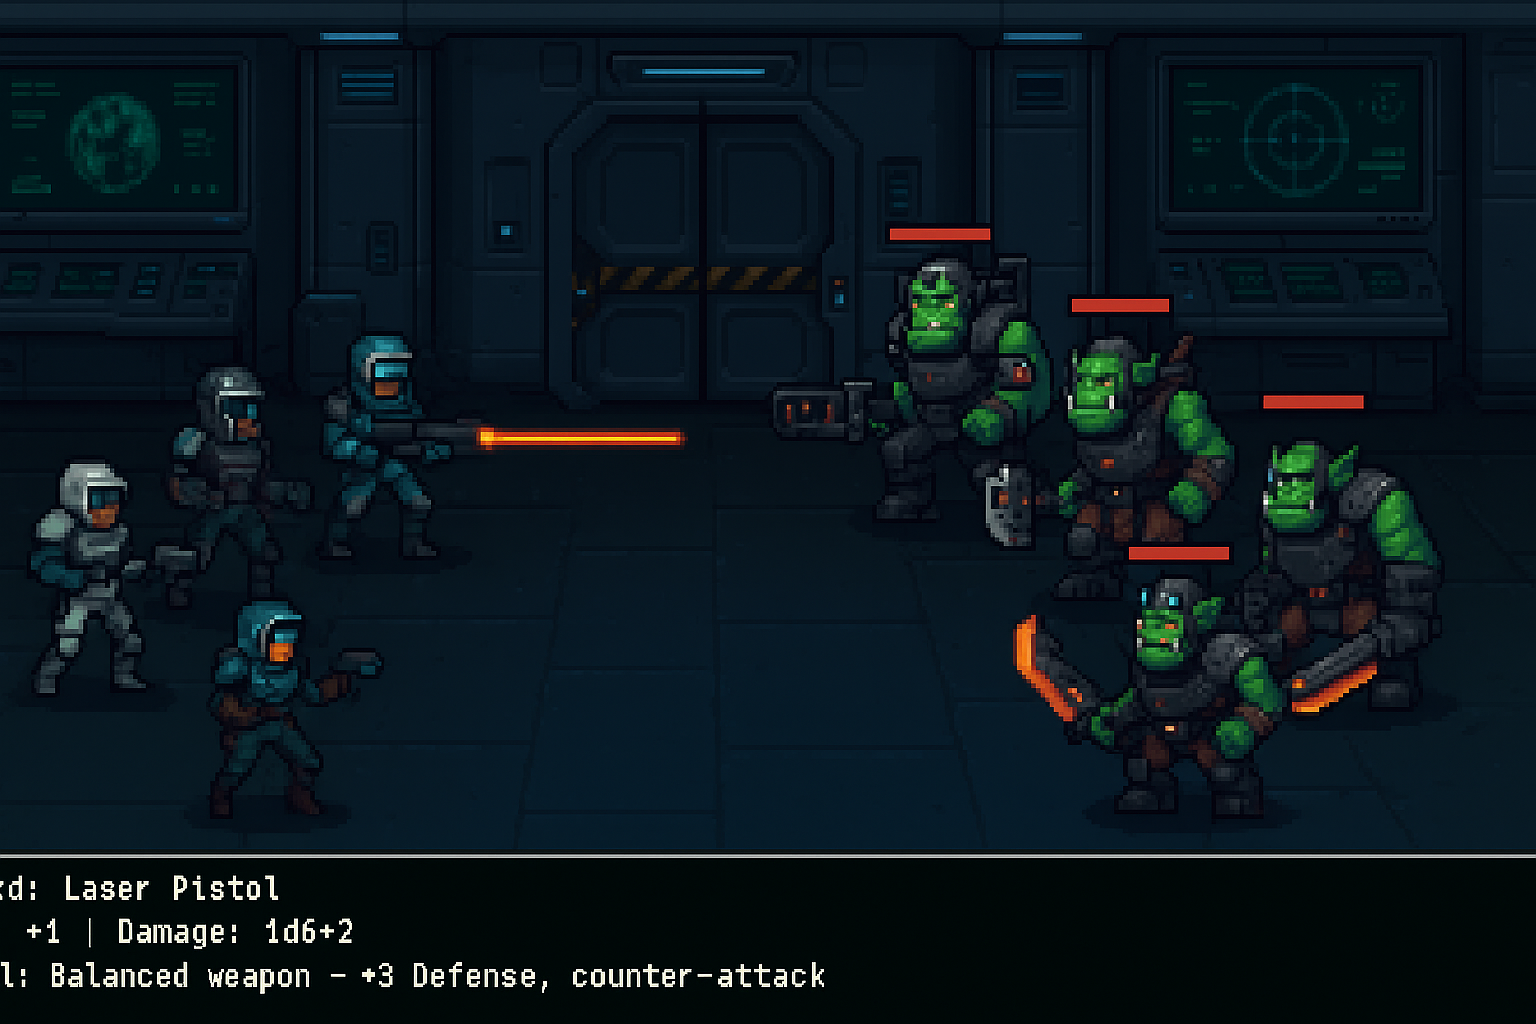 d: Laser Pistol
+1 | Damage: 1d6+2
l: Balanced weapon – +3 Defense, counter-attack